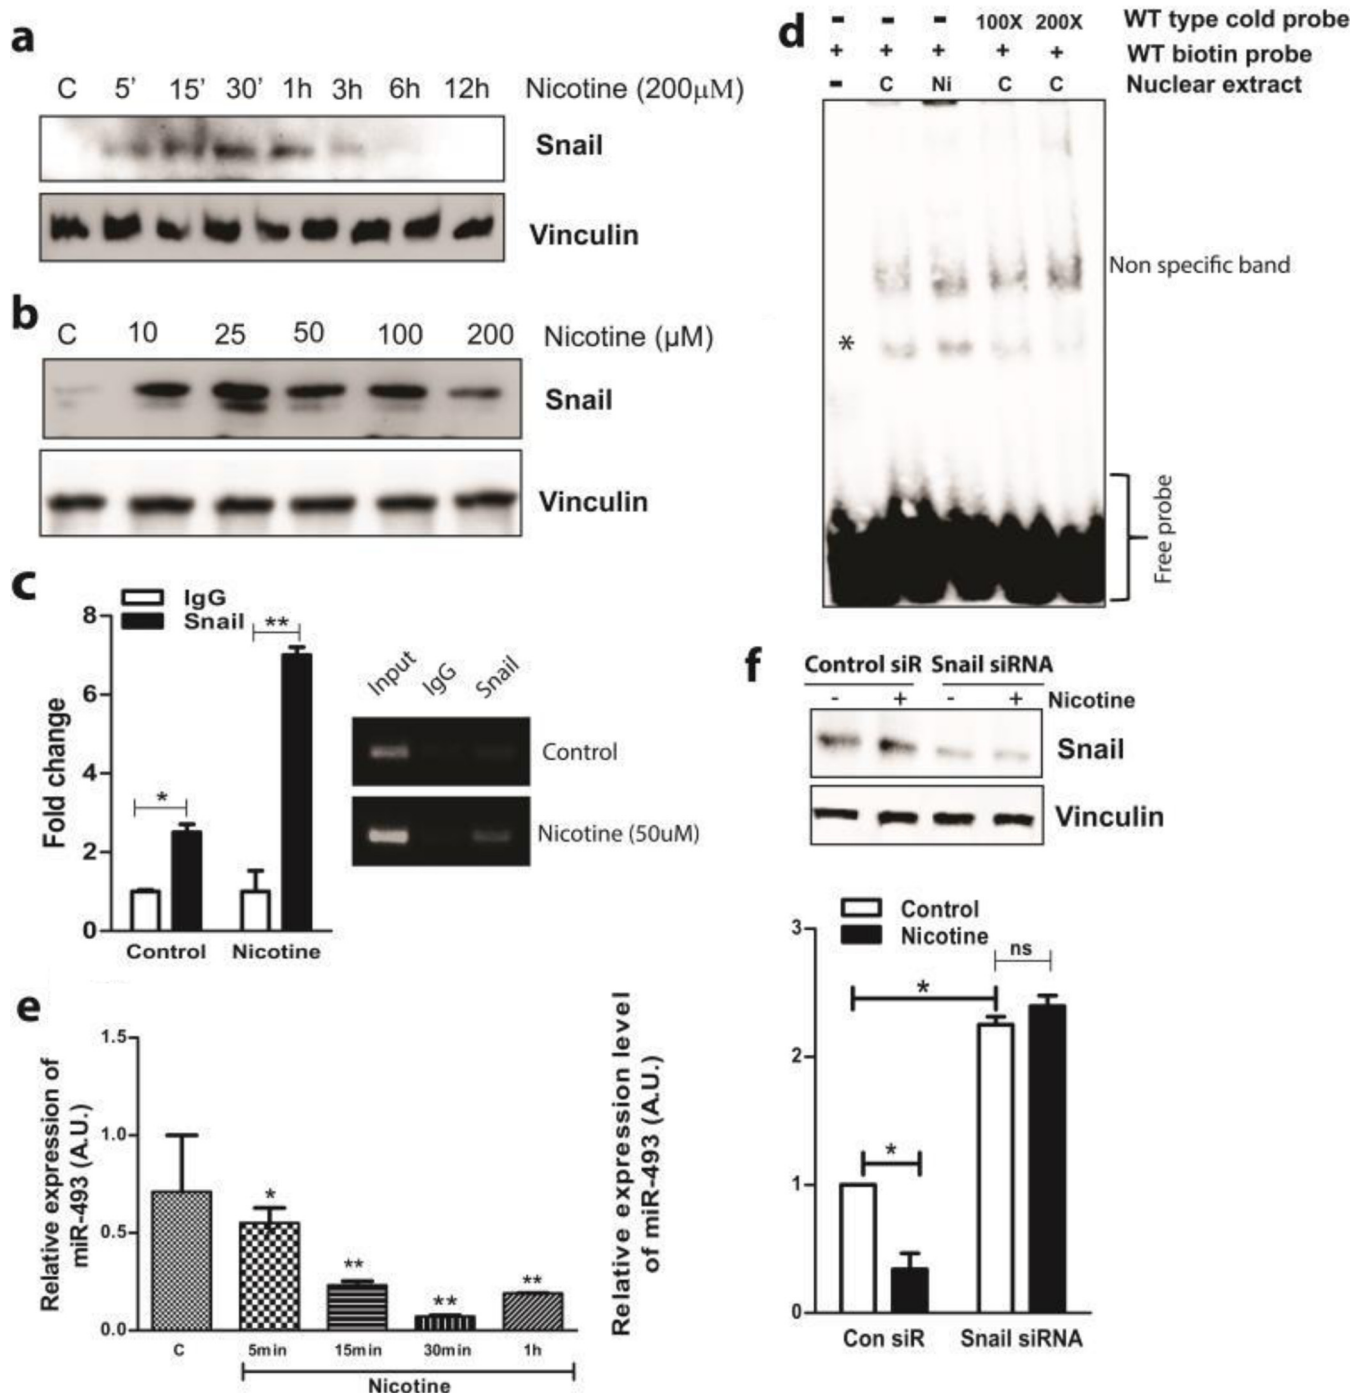 a
C 5' 15' 30' 1h 3h 6h 12h Nicotine (200μM)
Snail
Vinculin
b
C 10 25 50 100 200 Nicotine (μM)
Snail
Vinculin
c
IgG
Snail
Fold change
8
6
4
2
0
*
**
Control Nicotine
Input IgG Snail
Control
Nicotine (50uM)
d
- - - 100X 200X WT type cold probe
+ + + + + WT biotin probe
- C Ni C C Nuclear extract
Non specific band
*
Free probe
e
Relative expression of
miR-493 (A.U.)
1.5
1.0
0.5
0.0
*
**
**
**
C 5min 15min 30min 1h
Nicotine
f
Control siR Snail siRNA
- + - + Nicotine
Snail
Vinculin
Relative expression level
of miR-493 (A.U.)
Control
Nicotine
3
2
1
0
*
*
ns
Con siR Snail siRNA